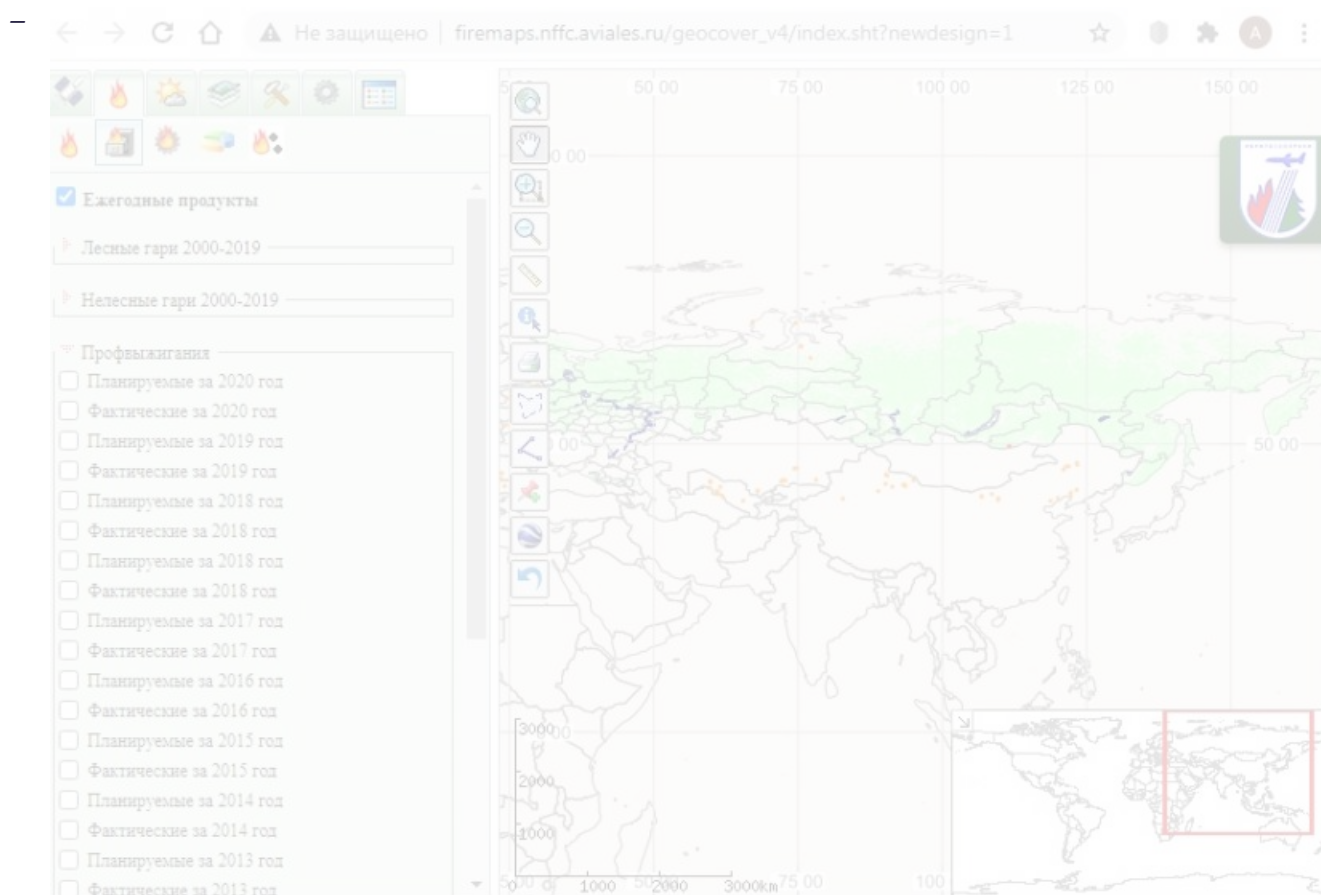 Не защищено | firemaps.nffc.aviales.ru/geocover_v4/index.sht?newdesign=1
A
Ежегодные продукты
Лесные гари 2000-2019
Нелесные гари 2000-2019
Профвыжигания
Планируемые за 2020 год
Фактические за 2020 год
Планируемые за 2019 год
Фактические за 2019 год
Планируемые за 2018 год
Фактические за 2018 год
Планируемые за 2018 год
Фактические за 2018 год
Планируемые за 2017 год
Фактические за 2017 год
Планируемые за 2016 год
Фактические за 2016 год
Планируемые за 2015 год
Фактические за 2015 год
Планируемые за 2014 год
Фактические за 2014 год
Планируемые за 2013 год
Фактические за 2013 год
50 00 75 00 100 00 125 00 150 00
50 00
3000
2000
1000
0 1000 2000 3000km
75 00
100